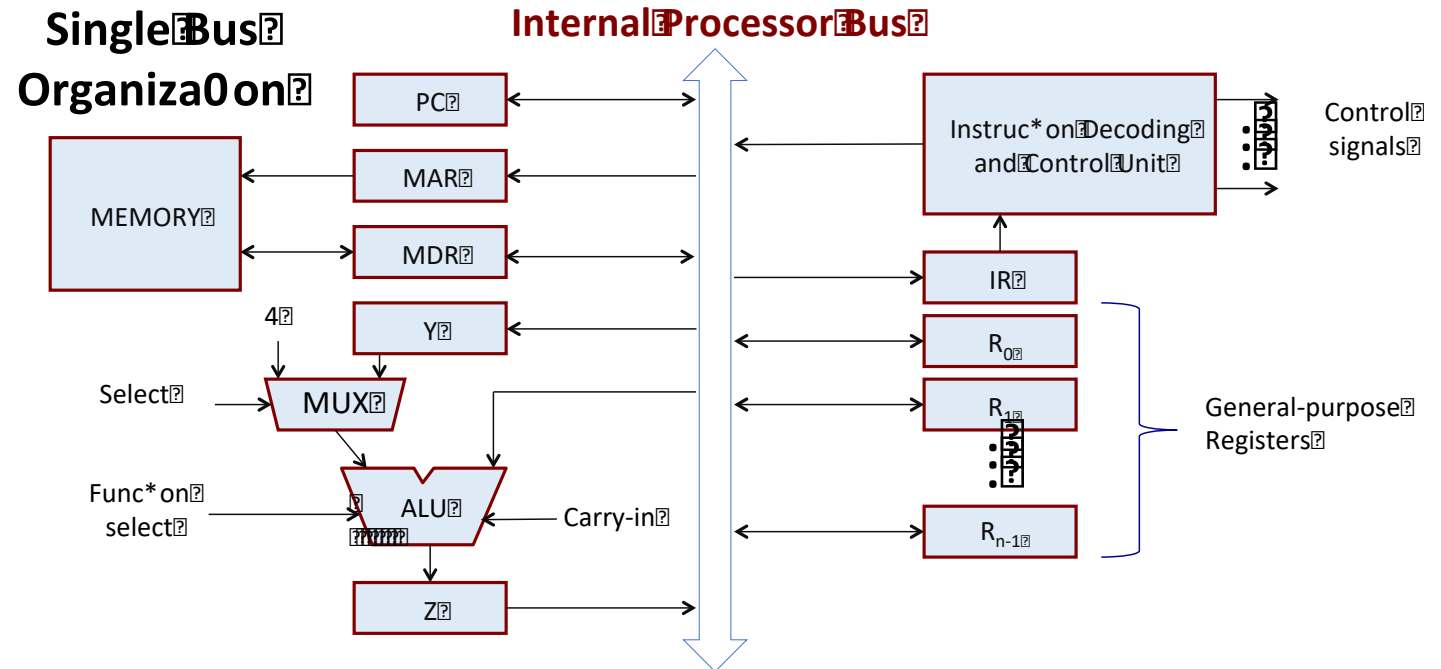 Single⍰Bus⍰
Organiza0on⍰
Internal⍰Processor⍰Bus⍰
PC⍰
MAR⍰
MEMORY⍰
MDR⍰
4⍰
Y⍰
Select⍰
MUX⍰
Func*on⍰
select⍰
ALU⍰
Carry-in⍰
Z⍰
Instruc*on⍰Decoding⍰
and⍰Control⍰Unit⍰
Control⍰
signals⍰
IR⍰
R0⍰
R1⍰
General-purpose⍰
Registers⍰
Rn-1⍰